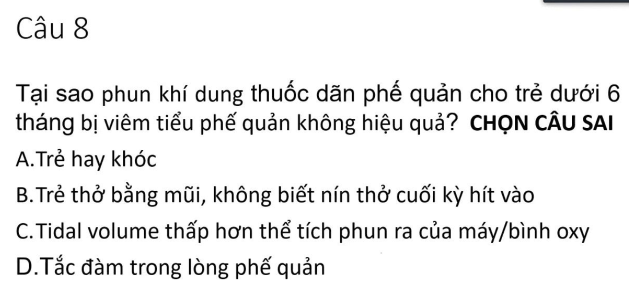 Câu 8
Tại sao phun khí dung thuốc dãn phế quản cho trẻ dưới 6
tháng bị viêm tiểu phế quản không hiệu quả? CHỌN CÂU SAI
A.Trẻ hay khóc
B.Trẻ thở bằng mũi, không biết nín thở cuối kỳ hít vào
C.Tidal volume thấp hơn thể tích phun ra của máy/bình oxy
D.Tắc đàm trong lòng phế quản